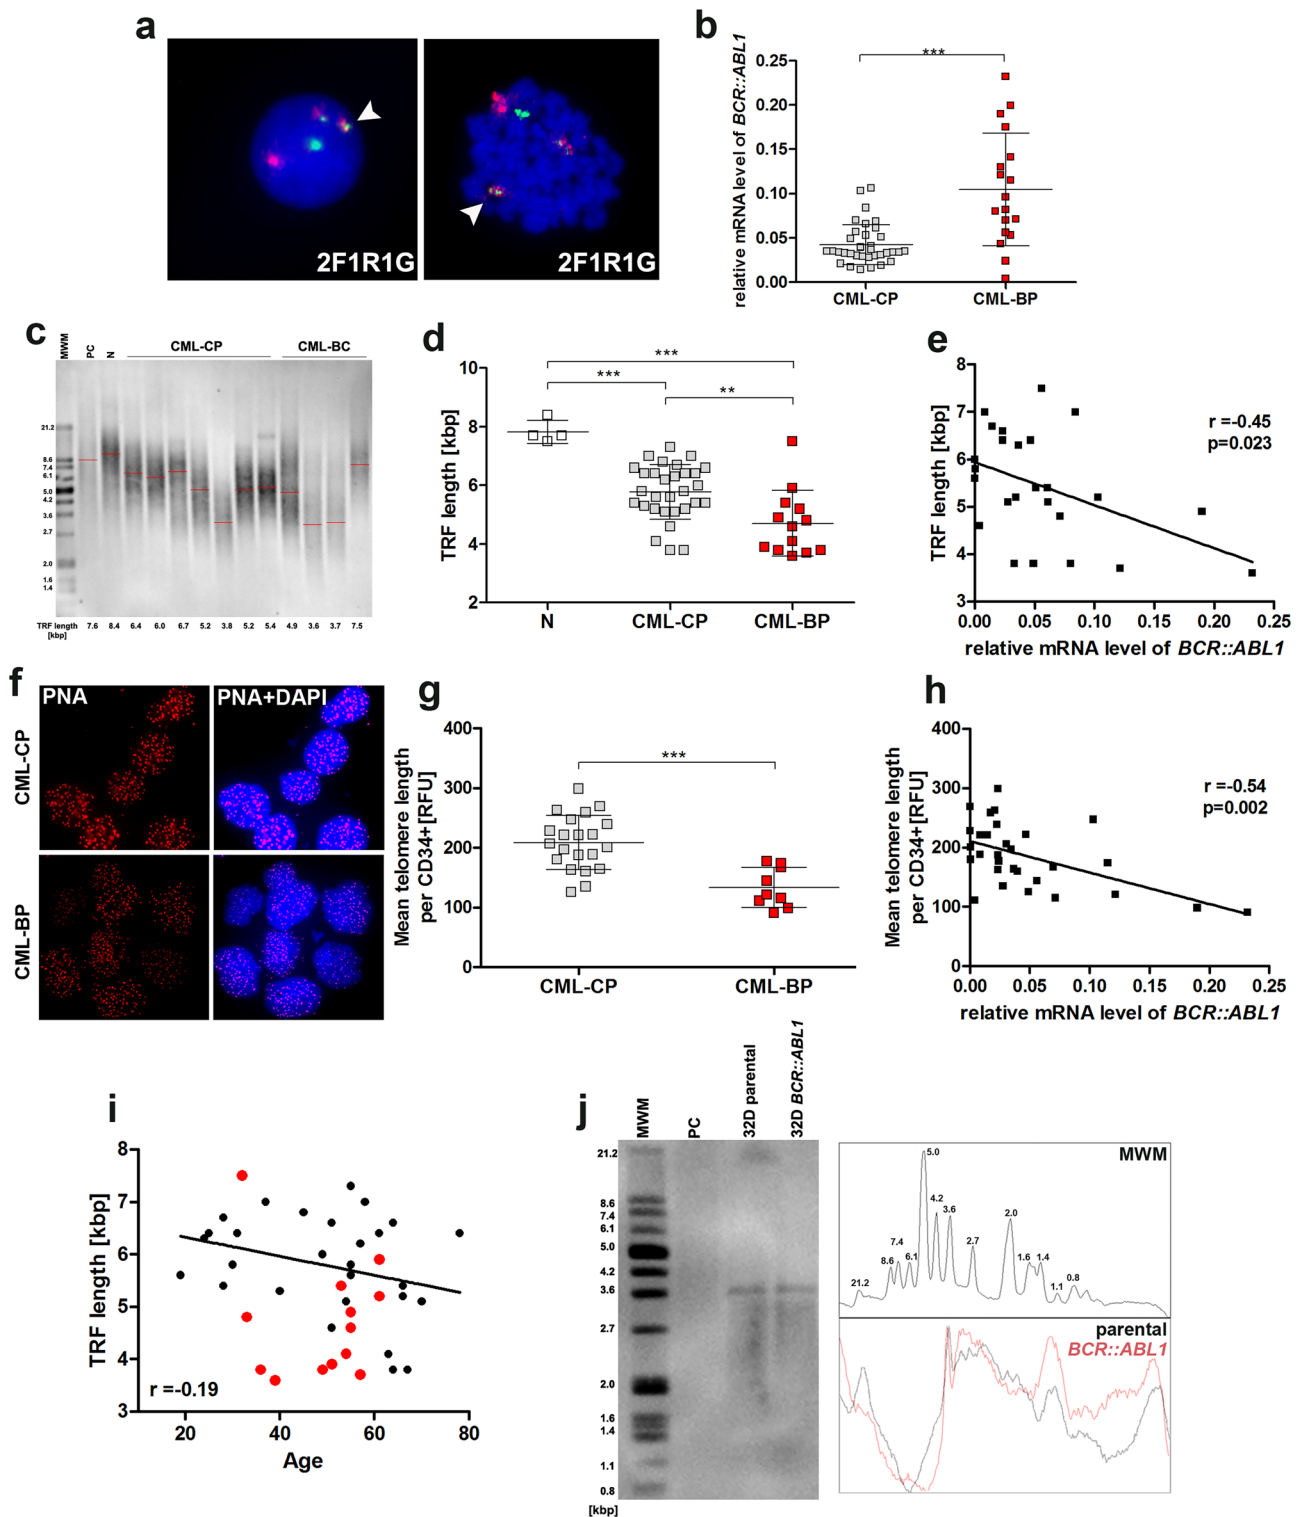 a
2F1R1G
2F1R1G
b
relative mRNA level of BCR::ABL1
0.25
0.20
0.15
0.10
0.05
0.00
***
CML-CP
CML-BP
c
MWM
PC
N
CML-CP
CML-BC
21.2
8.6
7.4
6.1
5.0
4.2
3.6
2.7
2.0
1.6
1.4
TRF length 7.6 8.4 6.4 6.0 6.7 5.2 3.8 5.2 5.4 4.9 3.6 3.7 7.5
[kbp]
d
TRF length [kbp]
10
8
6
4
2
***
***
**
N
CML-CP
CML-BP
e
TRF length [kbp]
8
7
6
5
4
3
r =-0.45
p=0.023
0.00 0.05 0.10 0.15 0.20 0.25
relative mRNA level of BCR::ABL1
f
PNA
PNA+DAPI
CML-CP
CML-BP
g
Mean telomere length
per CD34+[RFU]
400
300
200
100
0
***
CML-CP
CML-BP
h
Mean telomere length
per CD34+[RFU]
400
300
200
100
0
r =-0.54
p=0.002
0.00 0.05 0.10 0.15 0.20 0.25
relative mRNA level of BCR::ABL1
i
TRF length [kbp]
8
7
6
5
4
3
r =-0.19
20 40 60 80
Age
j
MWM
PC
32D parental
32D BCR::ABL1
21.2
8.6
7.4
6.1
5.0
4.2
3.6
2.7
2.0
1.6
1.4
1.1
0.8
[kbp]
MWM
21.2
8.6
7.4
6.1
5.0
4.2
3.6
2.7
2.0
1.6
1.4
1.1
0.8
parental
BCR::ABL1